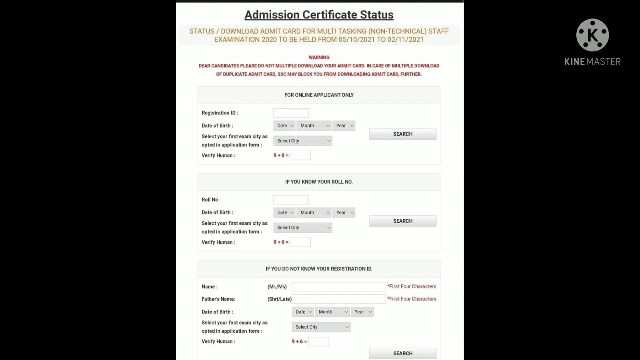 Admission Certificate Status
STATUS / DOWNLOAD ADMIT CARD FOR MULTI TASKING (NON-TECHNICAL) STAFF
EXAMINATION 2020 TO BE HELD FROM 05/10/2021 TO 02/11/2021
WARNING
DEAR CANDIDATES PLEASE DO NOT MULTIPLE DOWNLOAD YOUR ADMIT CARD. IN CASE OF MULTIPLE DOWNLOAD
OF DUPLICATE ADMIT CARD, SSC MAY BLOCK YOU FROM DOWNLOADING ADMIT CARD, FURTHER.
K
KINEMASTER
FOR ONLINE APPLICANT ONLY
Registration ID :
Date of Birth : Date Month Year
Select your first exam city as
opted in application form : Select City
SEARCH
Verify Human : 9 + 6 =
IF YOU KNOW YOUR ROLL NO.
Roll No :
Date of Birth : Date Month Year
Select your first exam city as
opted in application form : Select City
SEARCH
Verify Human : 9 + 6 =
IF YOU DO NOT KNOW YOUR REGISTRATION ID.
Name : (Mr./Ms) *First Four Characters
Father's Name: (Shri/Late) *First Four Characters
Date of Birth : Date Month Year
Select your first exam city as
opted in application form : Select City
Verify Human : 9 + 6 =
SEARCH